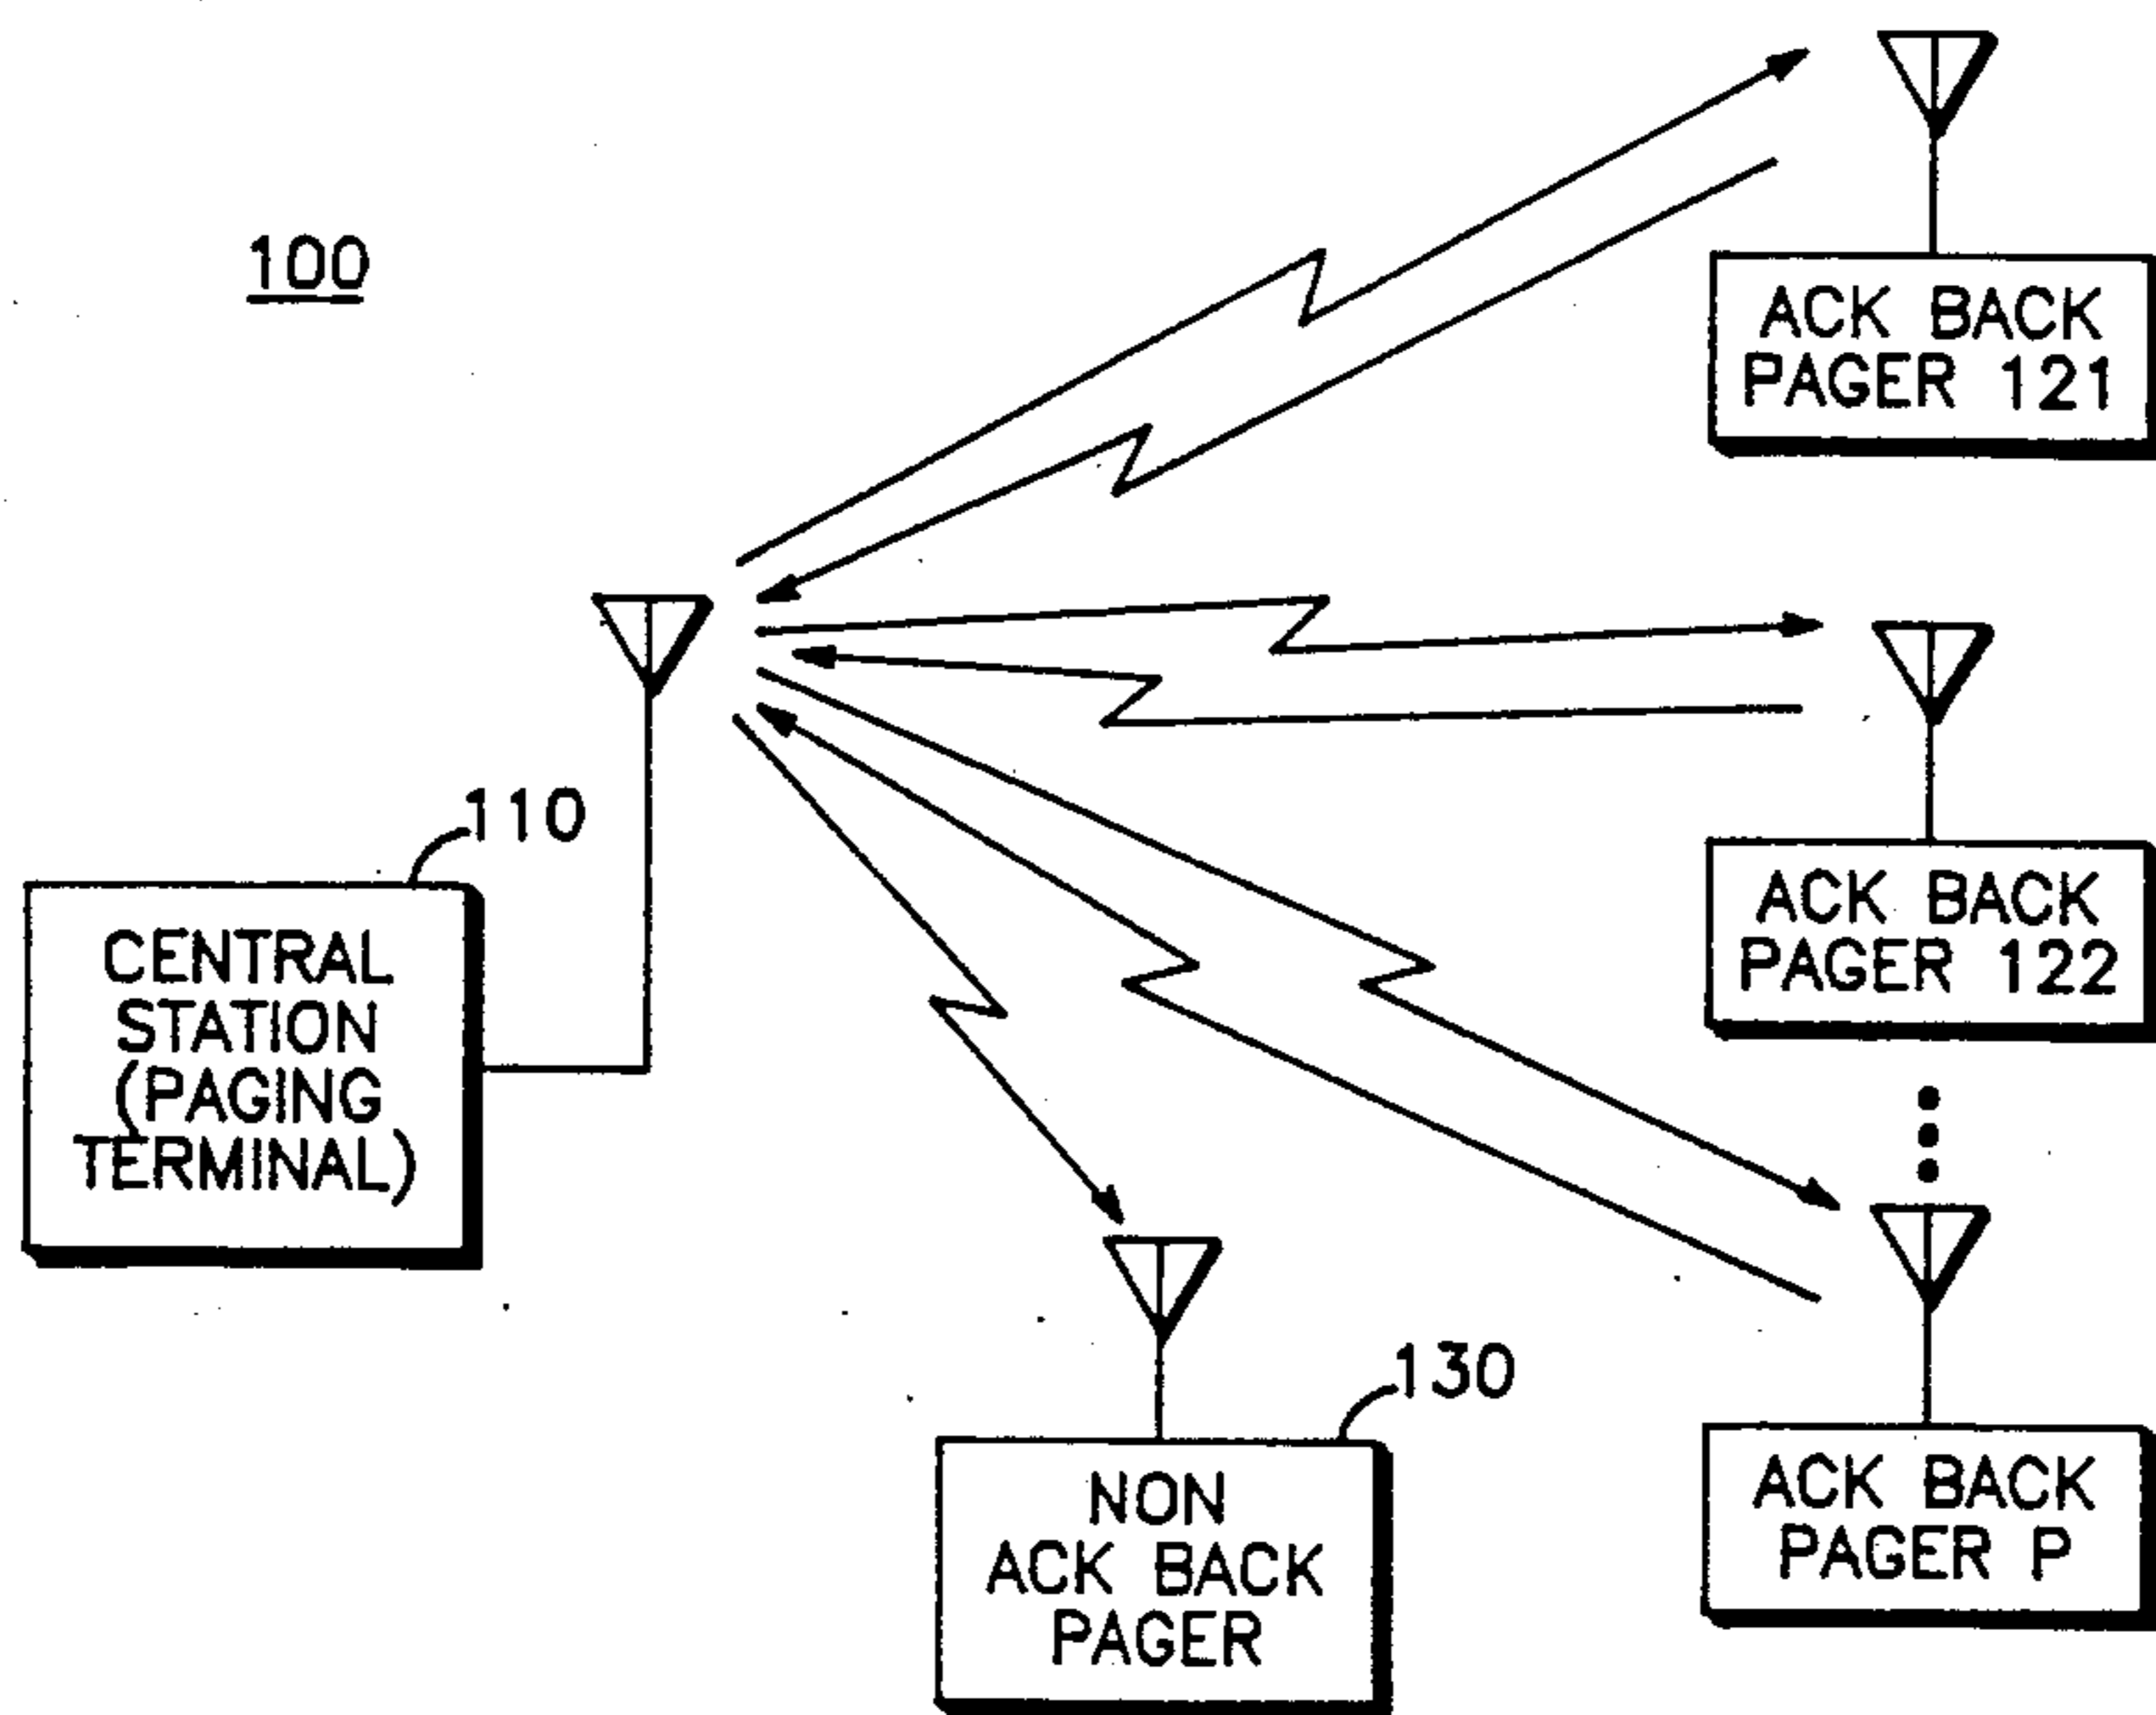 100
ACK BACK
PAGER 121
110
CENTRAL
STATION
(PAGING
TERMINAL)
ACK BACK
PAGER 122
130
NON
ACK BACK
PAGER
ACK BACK
PAGER P